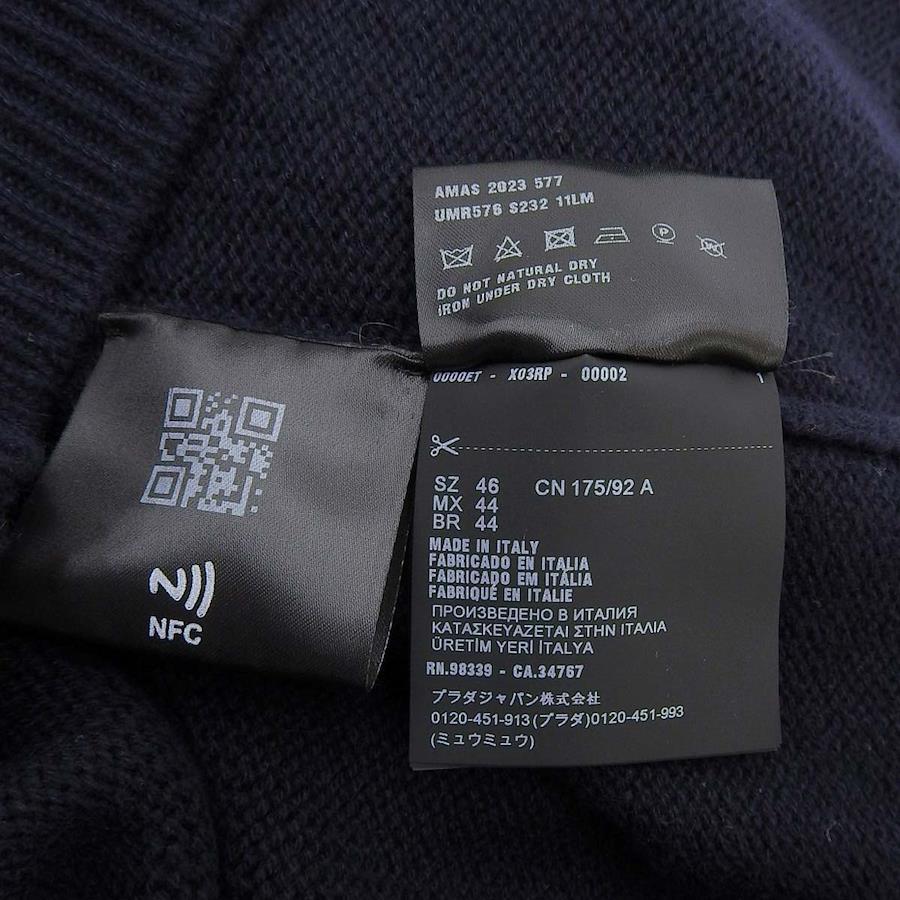 AMAS 2023 577
UMR576 S232 11LM
P
DO NOT NATURAL DRY
IRON UNDER DRY CLOTH
0000ET - X03RP - 00002 1
SZ 46 CN 175/92 A
MX 44
BR 44
MADE IN ITALY
FABRICADO EN ITALIA
FABRICADO EM ITÁLIA
FABRIQUÉ EN ITALIE
ПРОИЗВЕДЕНО В ИТАЛИЯ
ΚΑΤΑΣΚΕΥΑΖΕΤΑΙ ΣΤΗΝ ΙΤΑΛΙΑ
ÜRETİM YERİ İTALYA
RN.98339 - CA.34767
プラダジャパン株式会社
0120-451-913(プラダ)0120-451-993
(ミュウミュウ)
NFC